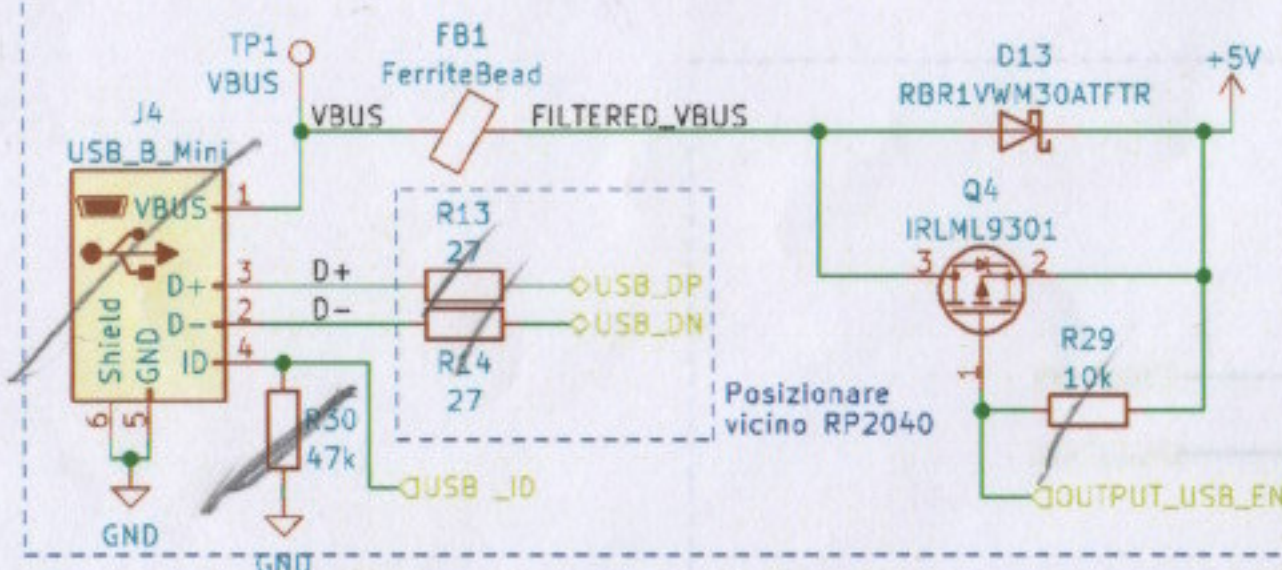 TP1
VBUS
FB1
FerriteBead
D13
RBR1VWM30ATFTR
+5V
J4
USB_B_Mini
VBUS
FILTERED_VBUS
VBUS
1
D+
3
D+
D-
2
D-
ID
4
Shield
GND
6
5
GND
R13
27
USB_DP
USB_DN
R14
27
R30
47k
USB_ID
GND
Posizionare
vicino RP2040
Q4
IRLML9301
3
2
1
R29
10k
OUTPUT_USB_EN